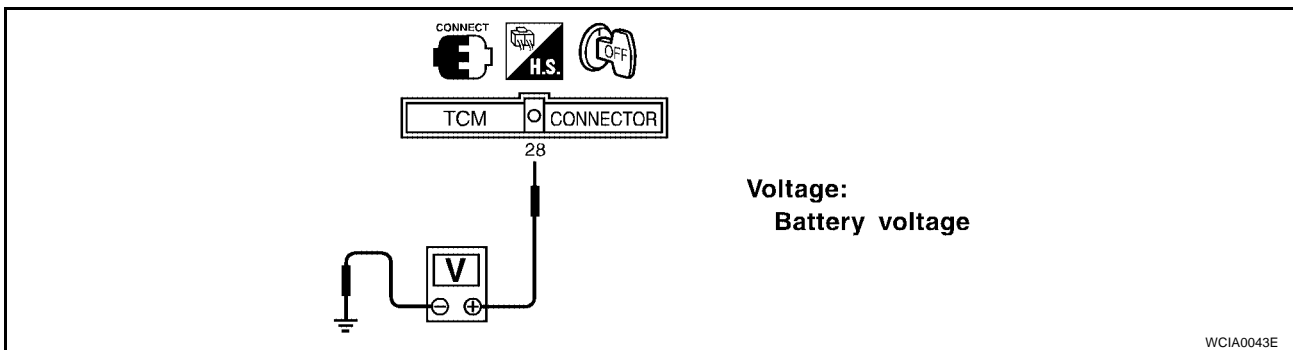 CONNECT
H.S.
OFF
TCM CONNECTOR
28
Voltage:
Battery voltage
V
WCIA0043E